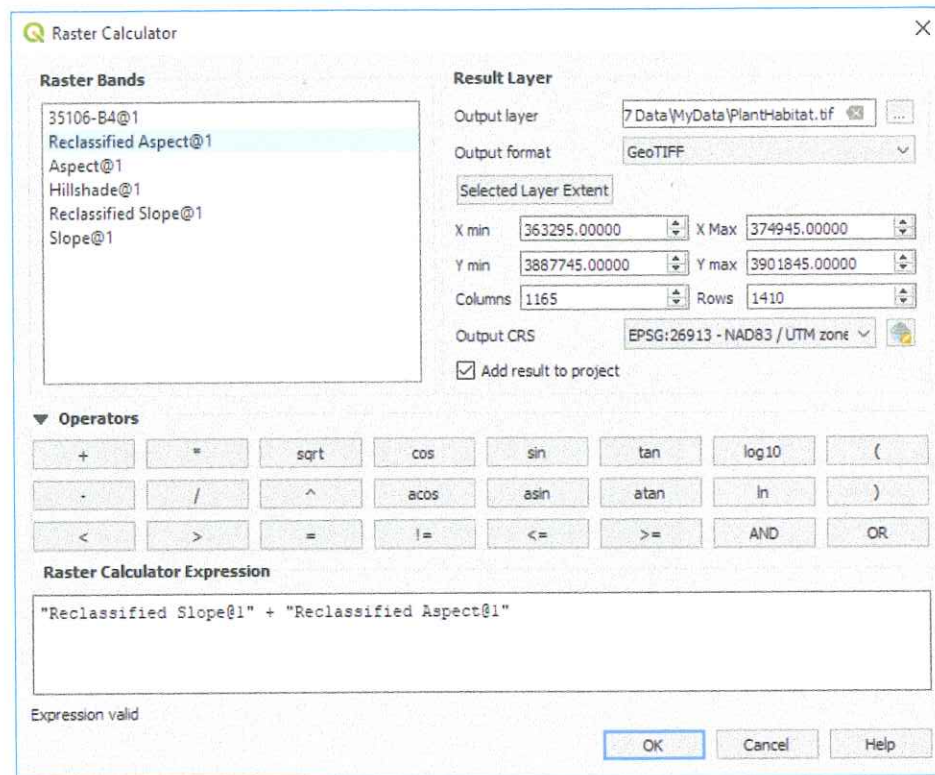 Raster Calculator
Raster Bands
35106-B4@1
Reclassified Aspect@1
Aspect@1
Hillshade@1
Reclassified Slope@1
Slope@1
Result Layer
Output layer 7 Data\MyData\PlantHabitat.tif ...
Output format GeoTIFF
Selected Layer Extent
X min 363295.00000 X Max 374945.00000
Y min 3887745.00000 Y max 3901845.00000
Columns 1165 Rows 1410
Output CRS EPSG:26913 - NAD83 / UTM zone
Add result to project
Operators
+ * sqrt cos sin tan log10 (
- / ^ acos asin atan ln )
< > = != <= >= AND OR
Raster Calculator Expression
"Reclassified Slope@1" + "Reclassified Aspect@1"
Expression valid
OK Cancel Help